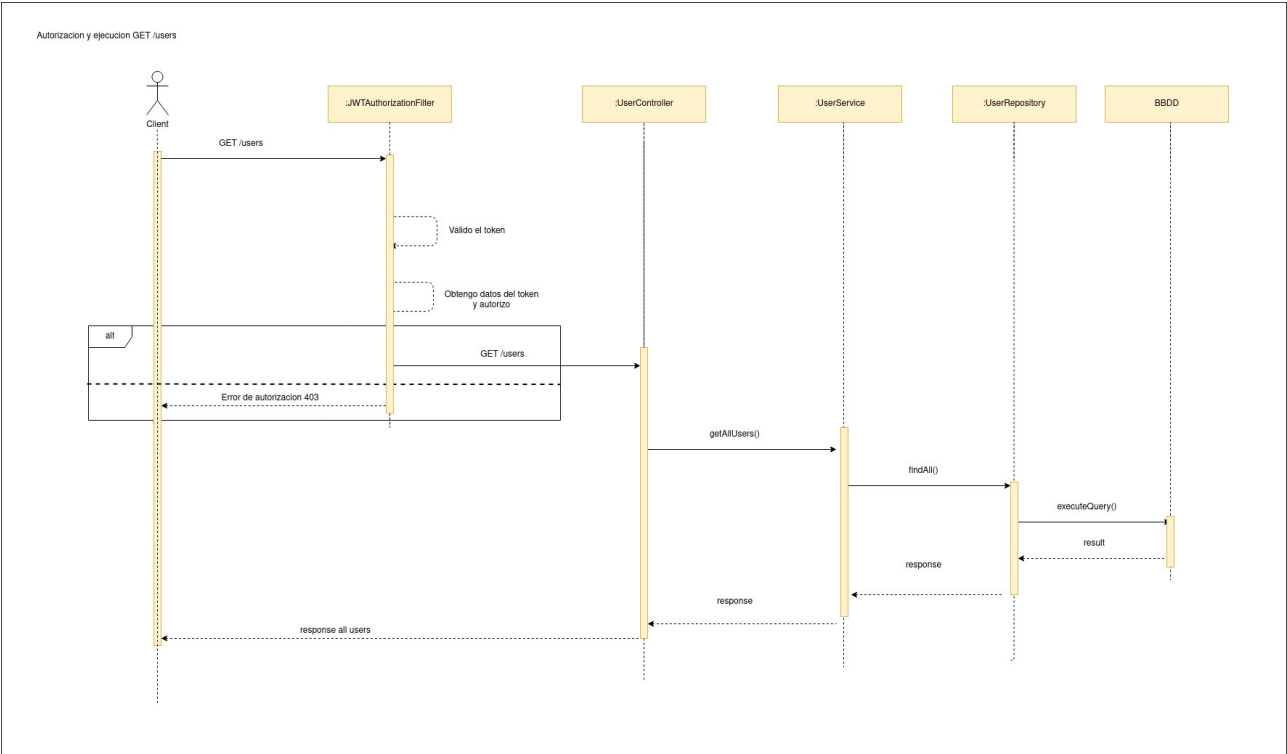 Autorizacion y ejecucion GET /users
Client
:JWTAuthorizationFilter
:UserController
:UserService
:UserRepository
BBDD
GET /users
Valido el token
Obtengo datos del token
y autorizo
alt
GET /users
Error de autorizacion 403
getAllUsers()
findAll()
executeQuery()
result
response
response
response all users